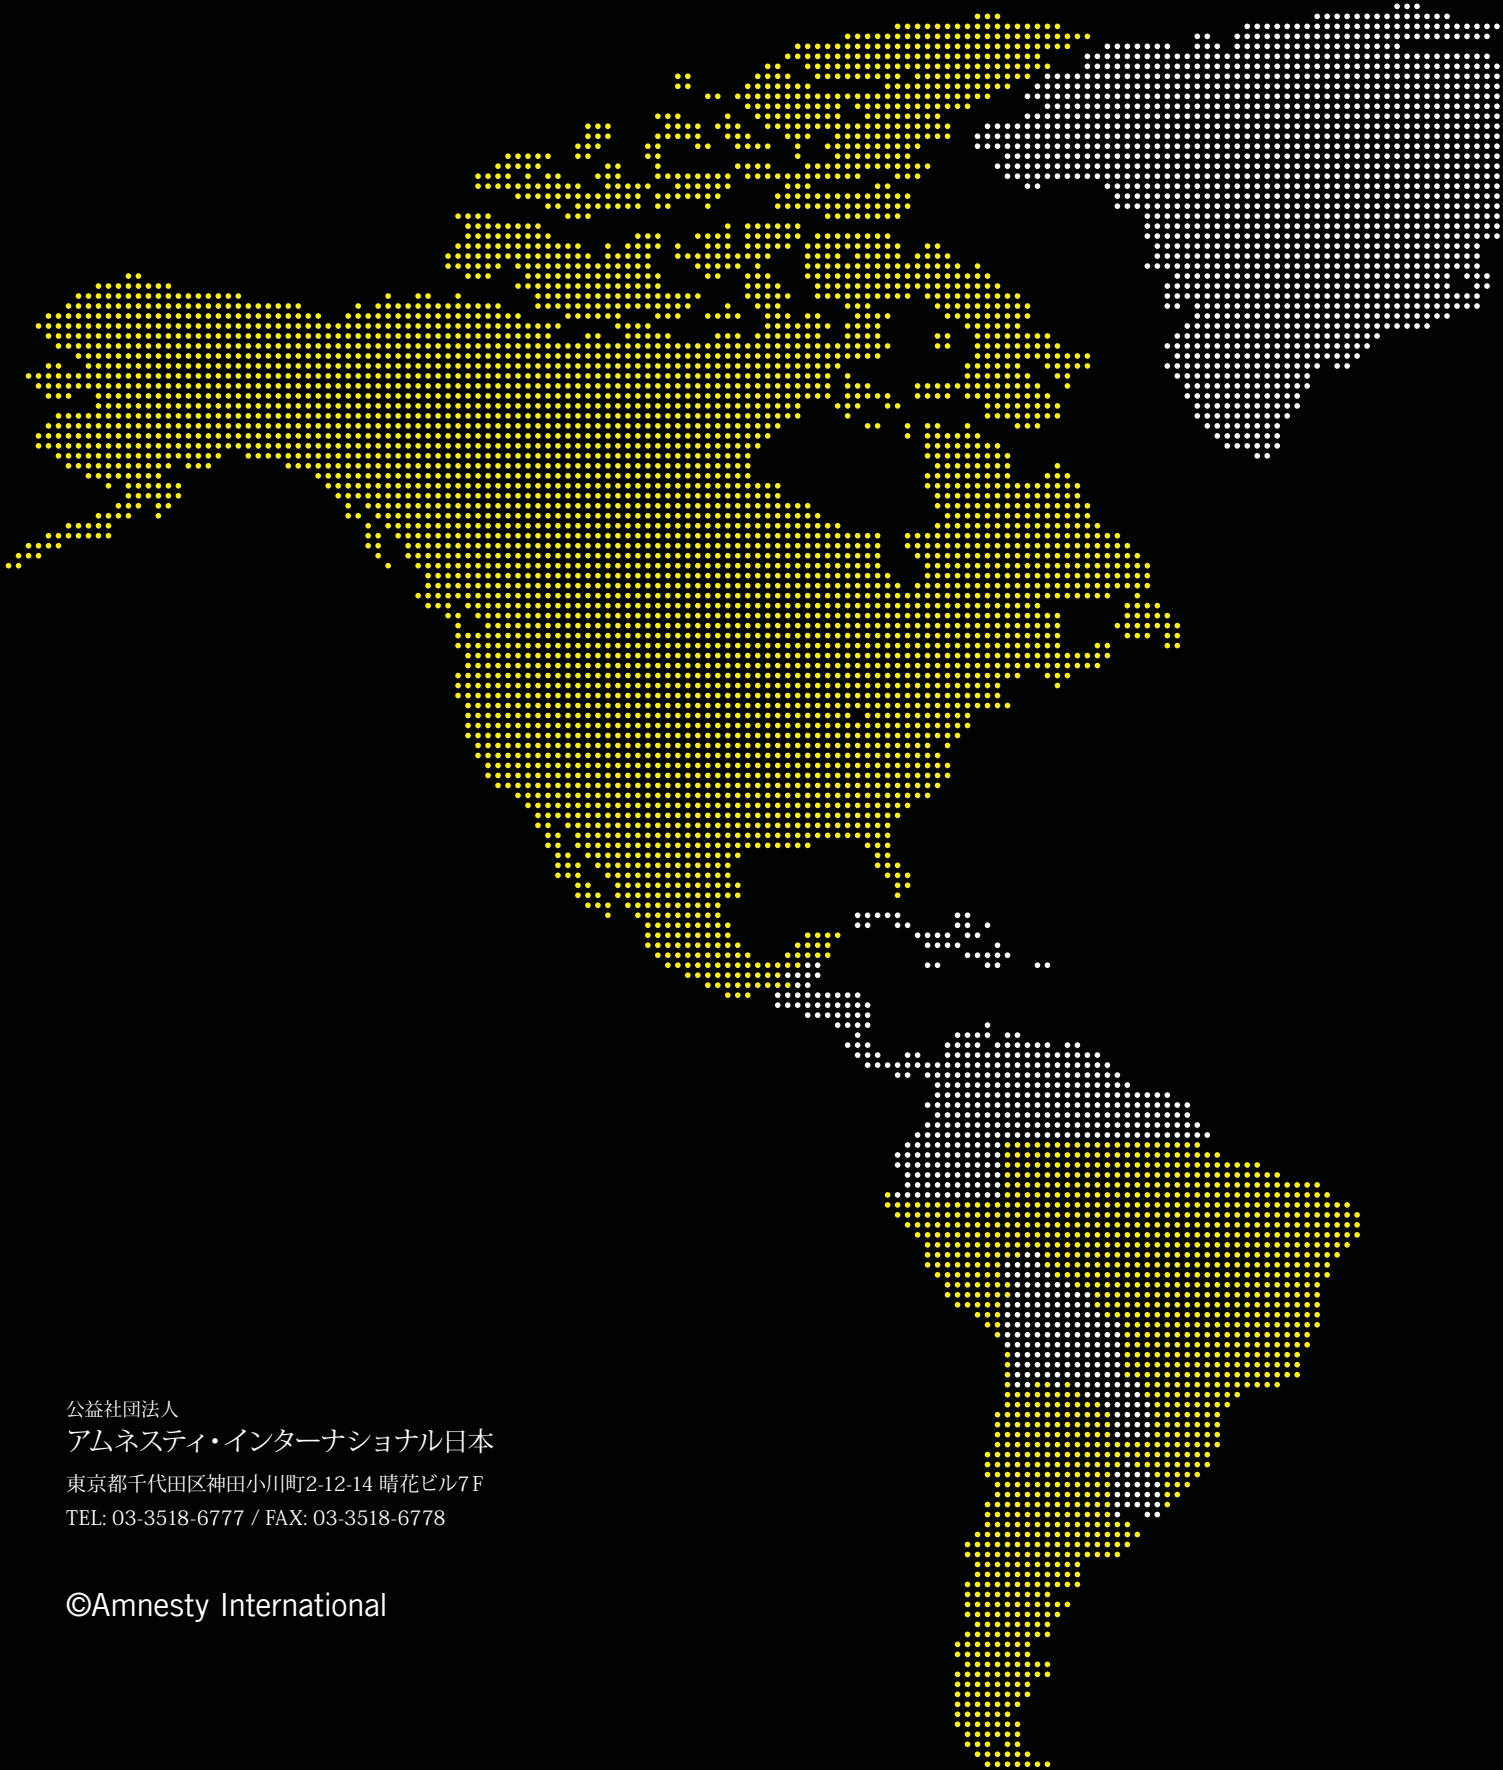 公益社団法人
アムネスティ・インターナショナル日本
東京都千代田区神田小川町2-12-14 晴花ビル7F
TEL: 03-3518-6777 / FAX: 03-3518-6778
©Amnesty International